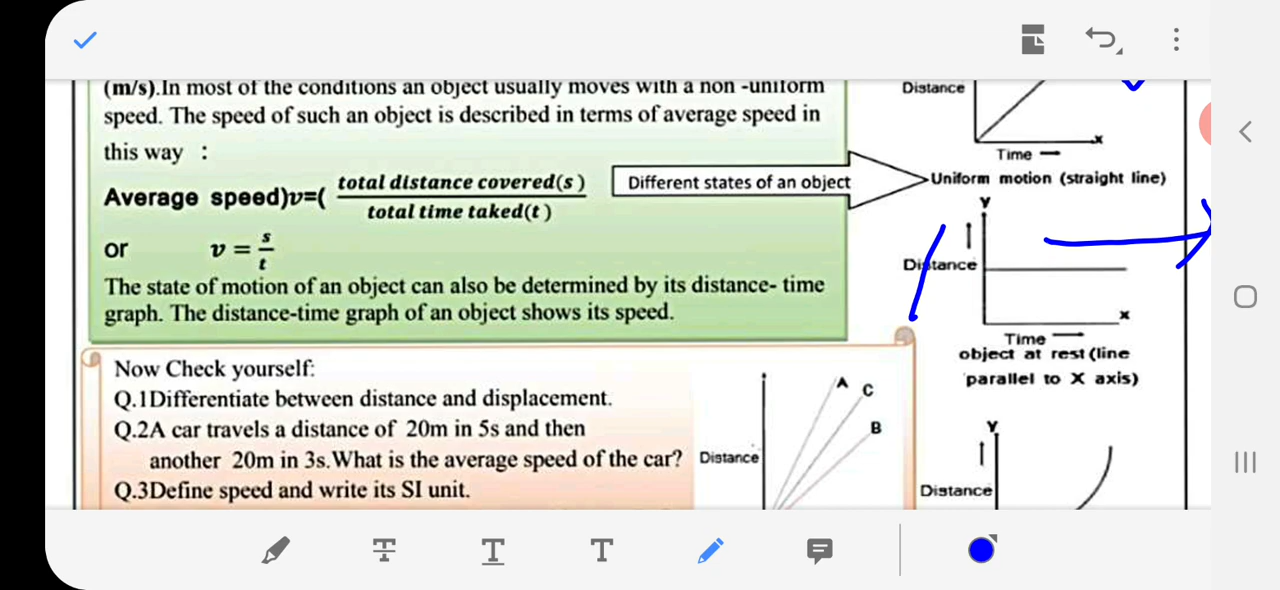 (m/s).In most of the conditions an object usually moves with a non -uniform
speed. The speed of such an object is described in terms of average speed in
this way :
Average speed)v=( total distance covered(s)
total time taked(t)
or v = s
t
The state of motion of an object can also be determined by its distance- time
graph. The distance-time graph of an object shows its speed.
Different states of an object
Distance
x
Time
Uniform motion (straight line)
Y
Distance
x
Time
object at rest (line
parallel to X axis)
Y
Distance
Now Check yourself:
Q.1Differentiate between distance and displacement.
Q.2A car travels a distance of 20m in 5s and then
another 20m in 3s.What is the average speed of the car?
Q.3Define speed and write its SI unit.
A
C
B
Distance
T
T
T